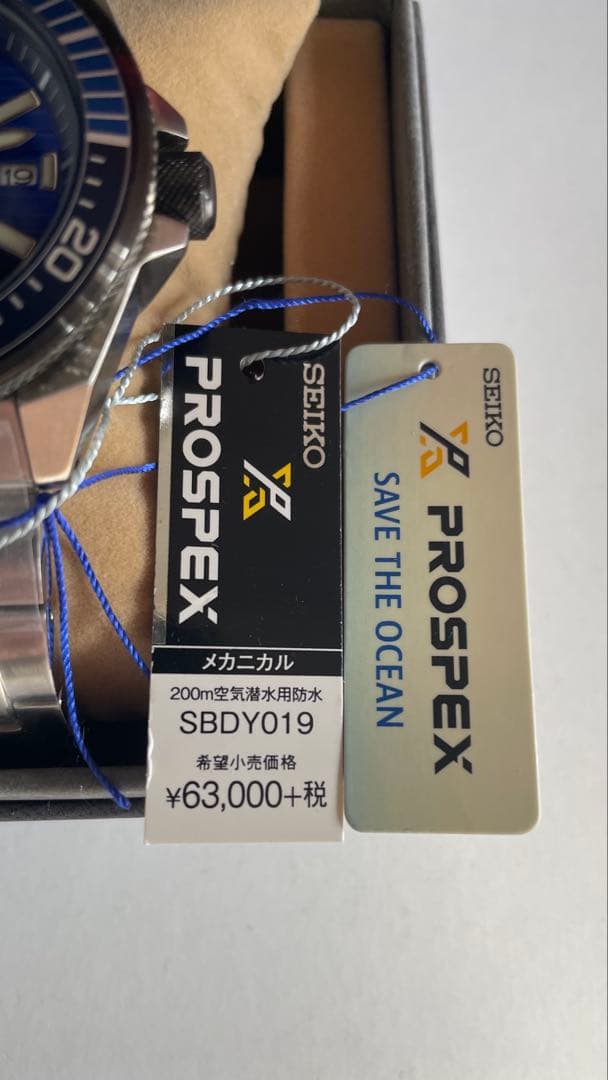 10
20
SEIKO
PROSPEX
メカニカル
200m空気潜水用防水
SBDY019
希望小売価格
¥63,000+税
SEIKO
PROSPEX
SAVE THE OCEAN